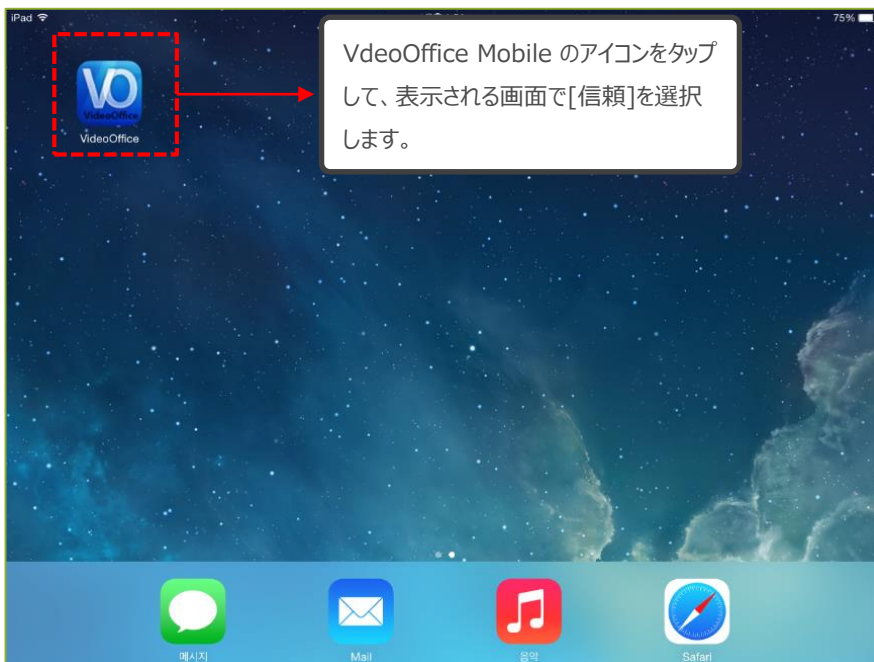 iPad
75%
VdeoOffice Mobile のアイコンをタップ
して、表示される画面で[信頼]を選択
します。
VO
VideoOffice
VideoOffice
메시지
Mail
음악
Safari